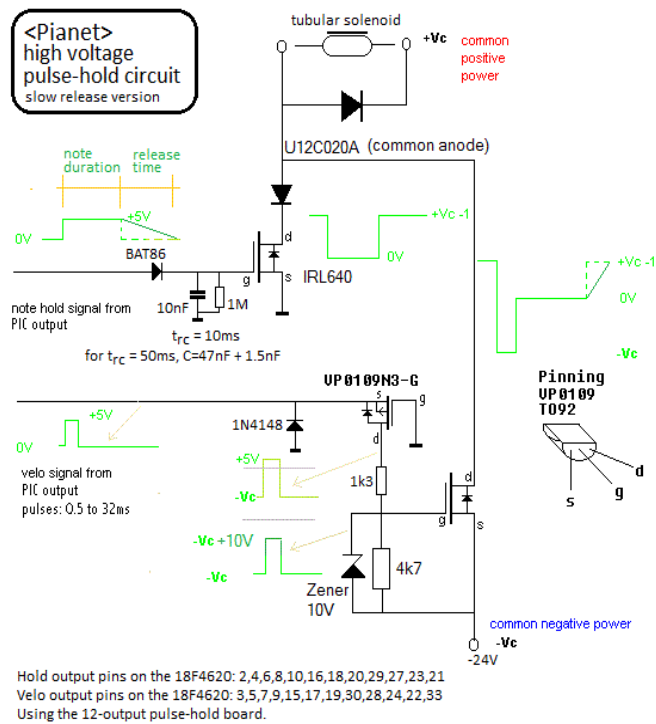 <Pianet>
high voltage
pulse-hold circuit
slow release version
tubular solenoid
+Vc
common
positive
power
U12C020A (common anode)
note
duration
release
time
+5V
0V
BAT86
d
g
s
IRL640
+Vc -1
0V
10nF
1M
note hold signal from
PIC output
trc = 10ms
for trc = 50ms, C=47nF + 1.5nF
+Vc -1
0V
-Vc
VP0109N3-G
s
g
d
1N4148
+5V
0V
velo signal from
PIC output
pulses: 0.5 to 32ms
Pinning
VP0109
TO92
d
g
s
+5V
-Vc
1k3
d
g
s
-Vc +10V
-Vc
Zener
10V
4k7
common negative power
-Vc
-24V
Hold output pins on the 18F4620: 2,4,6,8,10,16,18,20,29,27,23,21
Velo output pins on the 18F4620: 3,5,7,9,15,17,19,30,28,24,22,33
Using the 12-output pulse-hold board.